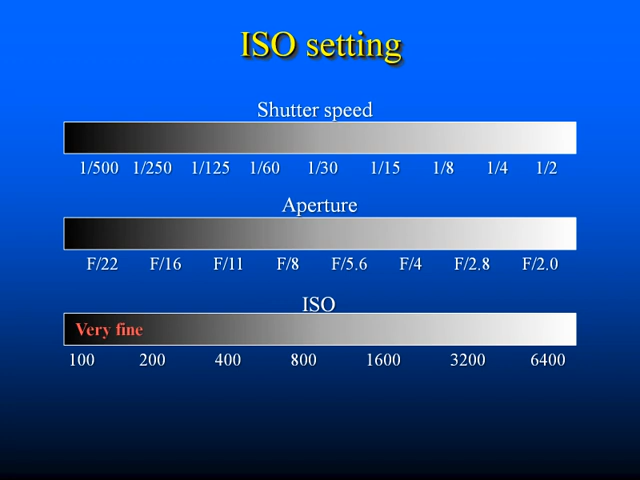 ISO setting
Shutter speed
1/500 1/250 1/125 1/60 1/30 1/15 1/8 1/4 1/2
Aperture
F/22 F/16 F/11 F/8 F/5.6 F/4 F/2.8 F/2.0
ISO
Very fine
100 200 400 800 1600 3200 6400